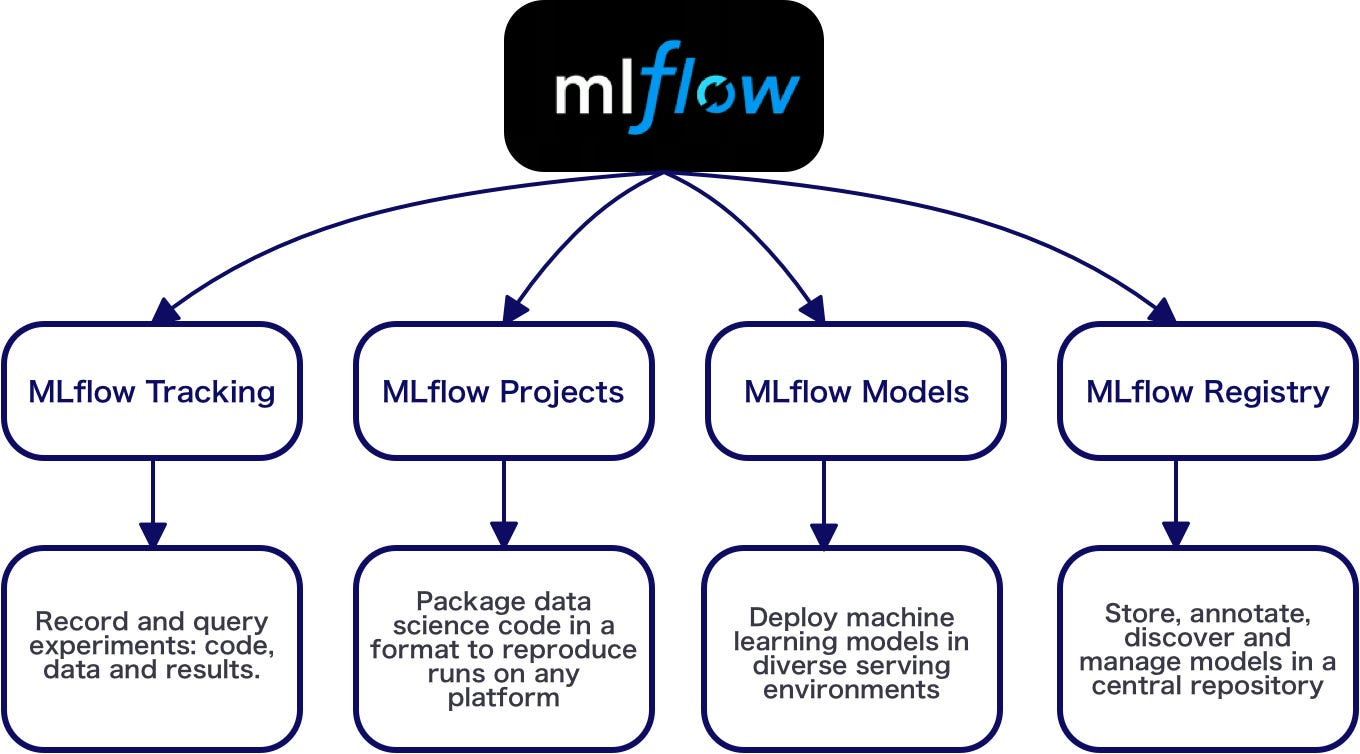 mlflow
MLflow Tracking
MLflow Projects
MLflow Models
MLflow Registry
Record and query
experiments: code,
data and results.
Package data
science code in a
format to reproduce
runs on any
platform
Deploy machine
learning models in
diverse serving
environments
Store, annotate,
discover and
manage models in a
central repository